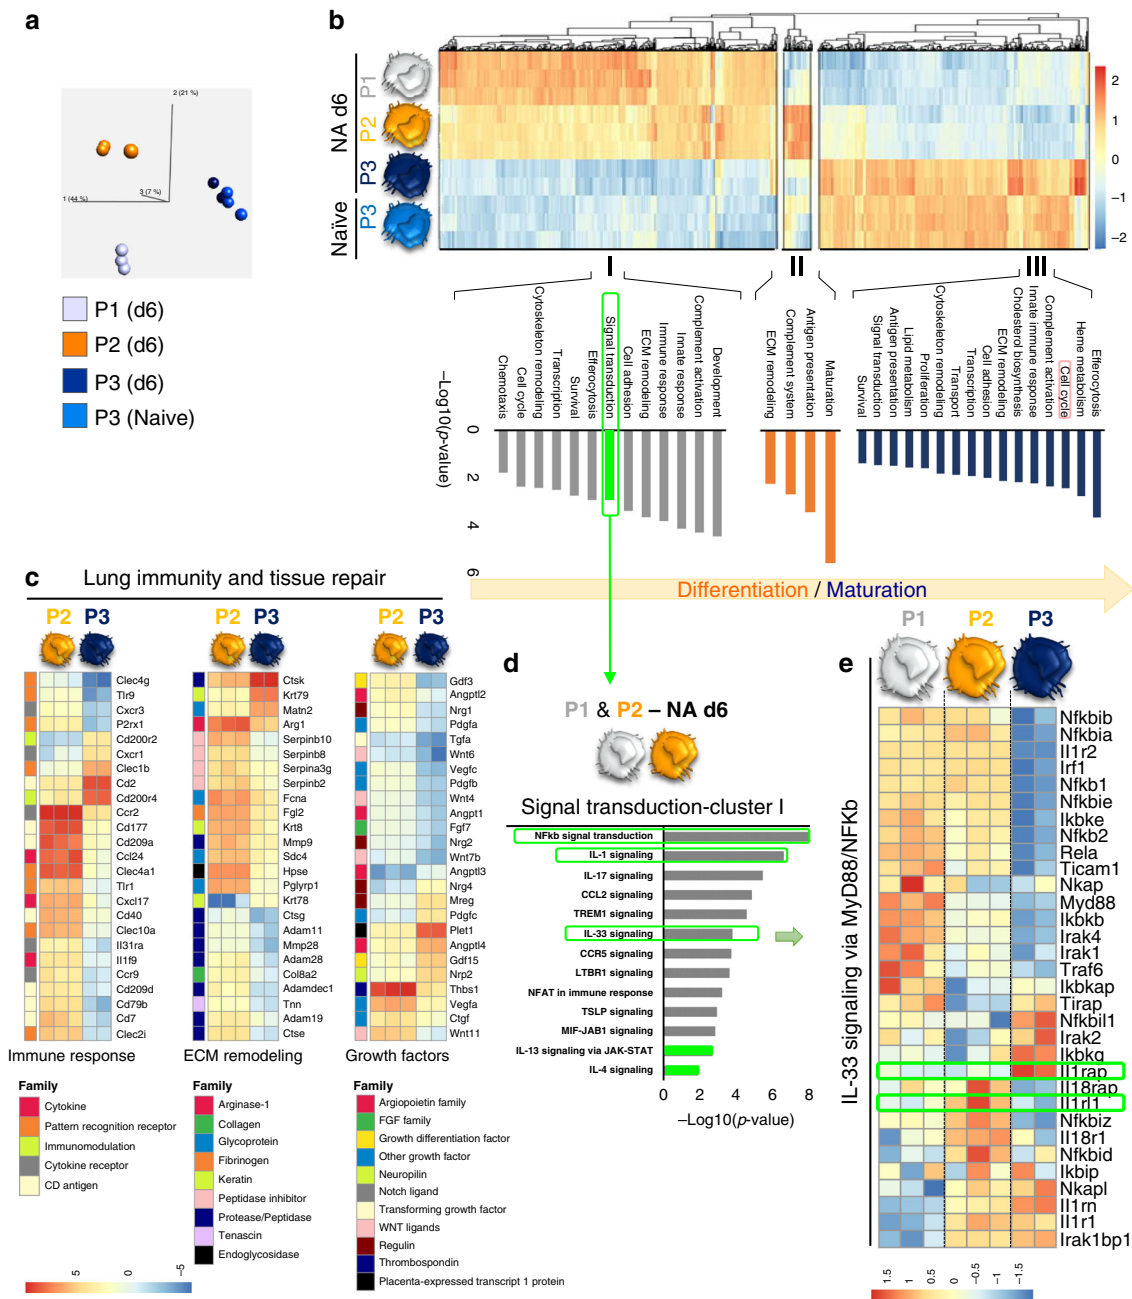 a
2 (21 %)
1 (44 %)
3 (7 %)
P1 (d6)
P2 (d6)
P3 (d6)
P3 (Naive)
b
NA d6
Naïve
P1
P2
P3
P3
2
1
0
−1
−2
I
II
III
−Log10(p-value)
0
2
4
6
Chemotaxis
Cell cycle
Cytoskeleton remodeling
Transcription
Survival
Efferocytosis
Signal transduction
Cell adhesion
ECM remodeling
Immune response
Innate response
Complement activation
Development
ECM remodeling
Complement system
Antigen presentation
Maturation
Survival
Signal transduction
Antigen presentation
Lipid metabolism
Proliferation
Cytoskeleton remodeling
Transport
Transcription
Cell adhesion
ECM remodeling
Cholesterol biosynthesis
Innate immune response
Complement activation
Cell cycle
Heme metabolism
Efferocytosis
Differentiation / Maturation
c
Lung immunity and tissue repair
P2 P3
Clec4g
Tlr9
Cxcr3
P2rx1
Cd200r2
Cxcr1
Clec1b
Cd2
Cd200r4
Ccr2
Cd177
Cd209a
Ccl24
Clec4a1
Tlr1
Cxcl17
Cd40
Clec10a
Il31ra
Il1f9
Ccr9
Cd209d
Cd79b
Cd7
Clec2i
Immune response
P2 P3
Ctsk
Krt79
Matn2
Arg1
Serpinb10
Serpinb8
Serpina3g
Serpinb2
Fcna
Fgl2
Krt8
Mmp9
Sdc4
Hpse
Pglyrp1
Krt78
Ctsg
Adam11
Mmp28
Adam28
Col8a2
Adamdec1
Tnn
Adam19
Ctse
ECM remodeling
P2 P3
Gdf3
Angptl2
Nrg1
Pdgfa
Tgfa
Wnt6
Vegfc
Pdgfb
Wnt4
Angpt1
Fgf7
Nrg2
Wnt7b
Angptl3
Nrg4
Mreg
Pdgfc
Plet1
Angptl4
Gdf15
Nrp2
Thbs1
Vegfa
Ctgf
Wnt11
Growth factors
Family
Cytokine
Pattern recognition receptor
Immunomodulation
Cytokine receptor
CD antigen
Family
Arginase-1
Collagen
Glycoprotein
Fibrinogen
Keratin
Peptidase inhibitor
Protease/Peptidase
Tenascin
Endoglycosidase
Family
Argiopoietin family
FGF family
Growth differentiation factor
Other growth factor
Neuropilin
Notch ligand
Transforming growth factor
WNT ligands
Regulin
Thrombospondin
Placenta-expressed transcript 1 protein
5
0
−5
d
P1 & P2 – NA d6
Signal transduction-cluster I
NFkb signal transduction
IL-1 signaling
IL-17 signaling
CCL2 signaling
TREM1 signaling
IL-33 signaling
CCR5 signaling
LTBR1 signaling
NFAT in immune response
TSLP signaling
MIF-JAB1 signaling
IL-13 signaling via JAK-STAT
IL-4 signaling
0 2 4 6 8
−Log10(p-value)
e
P1 P2 P3
IL-33 signaling via MyD88/NFKb
Nfkbib
Nfkbia
Il1r2
Irf1
Nfkb1
Nfkbie
Ikbke
Nfkb2
Rela
Ticam1
Nkap
Myd88
Ikbkb
Irak4
Irak1
Traf6
Ikbkap
Tirap
Nfkbil1
Irak2
Ikbkg
Il1rap
Il18rap
Il1rl1
Nfkbiz
Il18r1
Nfkbid
Ikbip
Nkapl
Il1rn
Il1r1
Irak1bp1
1.5
1
0.5
0
−0.5
−1
−1.5